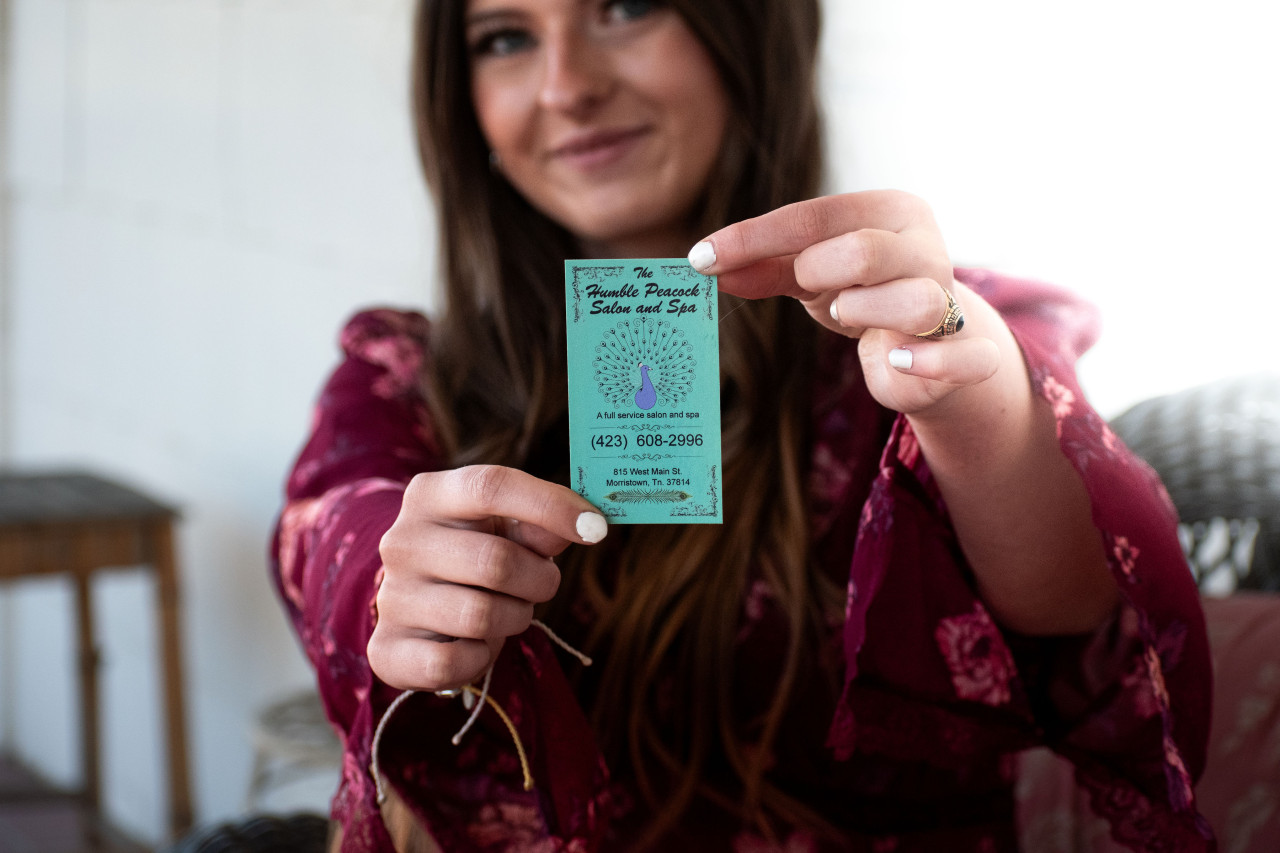 The
Humble Peacock
Salon and Spa
A full service salon and spa
(423) 608-2996
815 West Main St.
Morristown, Tn. 37814